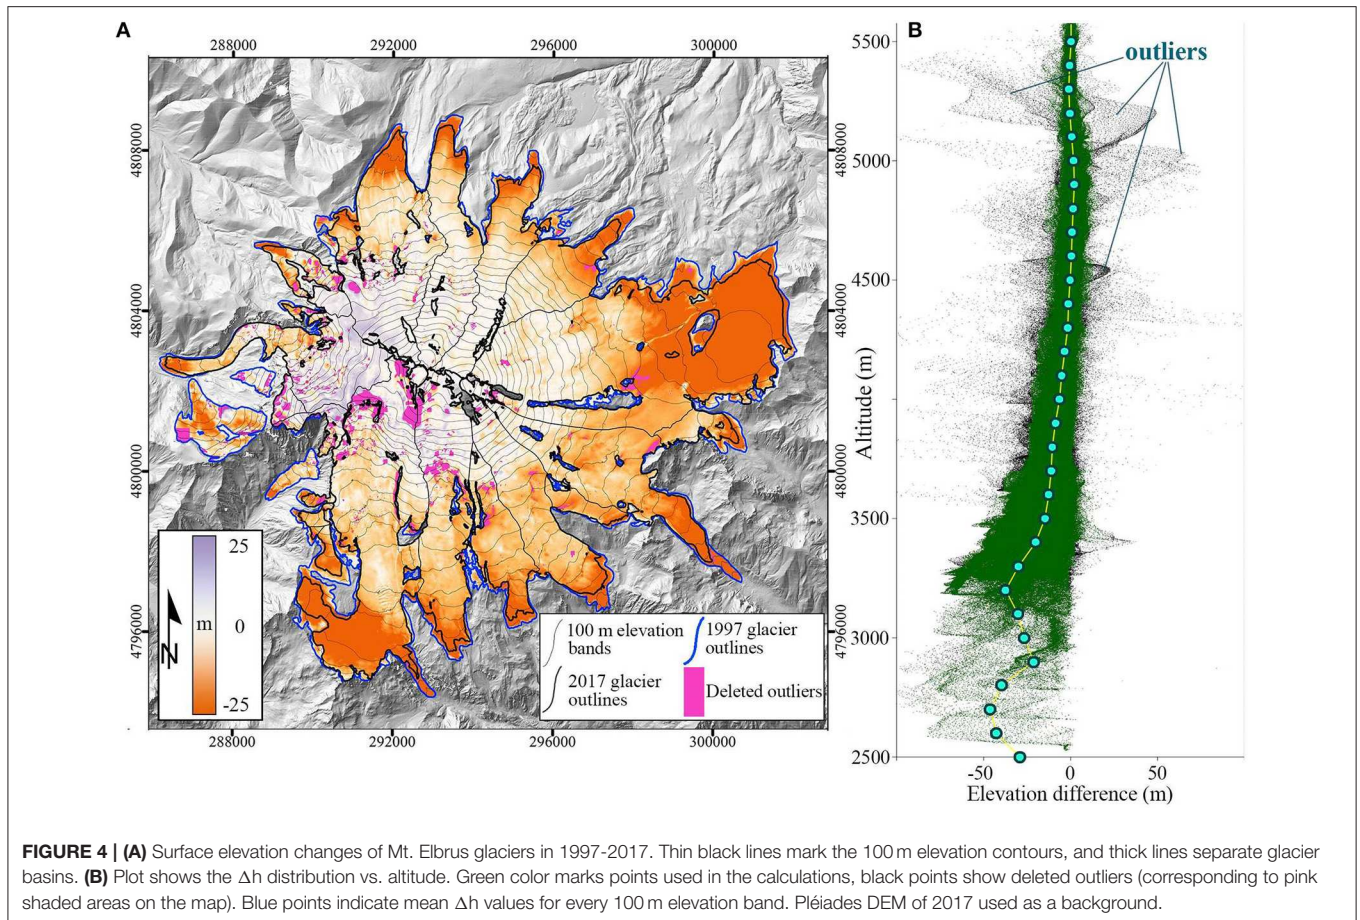 A
288000 292000 296000 300000
4808000
4804000
4800000
4796000
4808000
4804000
4800000
4796000
25
m 0
-25
N
100 m elevation
bands
2017 glacier
outlines
1997 glacier
outlines
Deleted outliers
288000 292000 296000 300000
B
outliers
5500
5000
4500
3500
3000
2500
Altitude (m)
-50 0 50
Elevation difference (m)
FIGURE 4 | (A) Surface elevation changes of Mt. Elbrus glaciers in 1997-2017. Thin black lines mark the 100 m elevation contours, and thick lines separate glacier
basins. (B) Plot shows the Δh distribution vs. altitude. Green color marks points used in the calculations, black points show deleted outliers (corresponding to pink
shaded areas on the map). Blue points indicate mean Δh values for every 100 m elevation band. Pléiades DEM of 2017 used as a background.